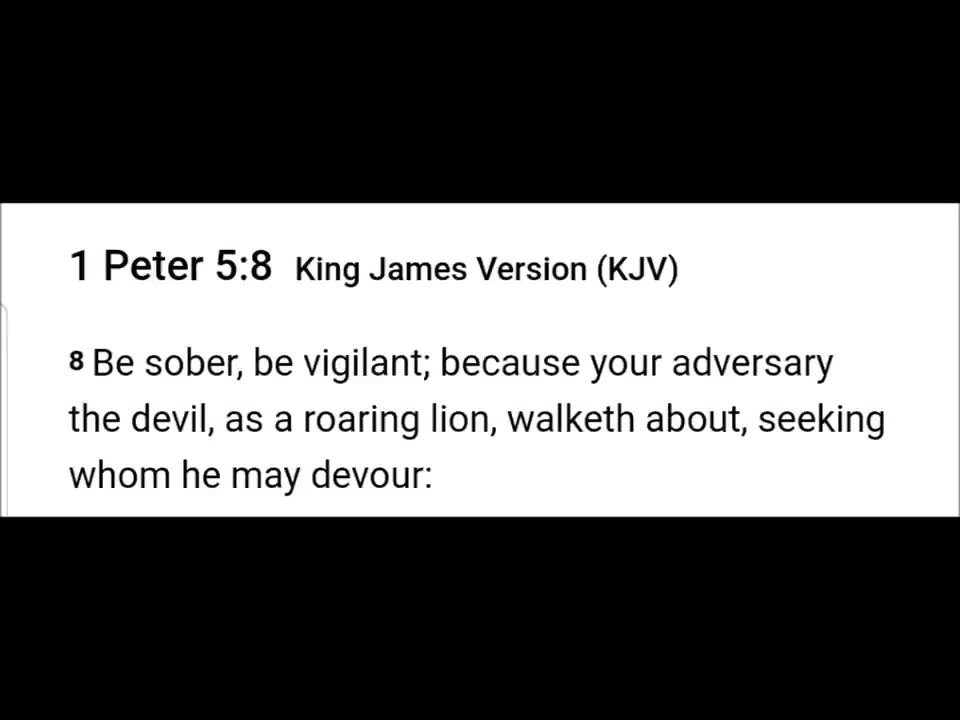 1 Peter 5:8 King James Version (KJV)
8 Be sober, be vigilant; because your adversary
the devil, as a roaring lion, walketh about, seeking
whom he may devour: